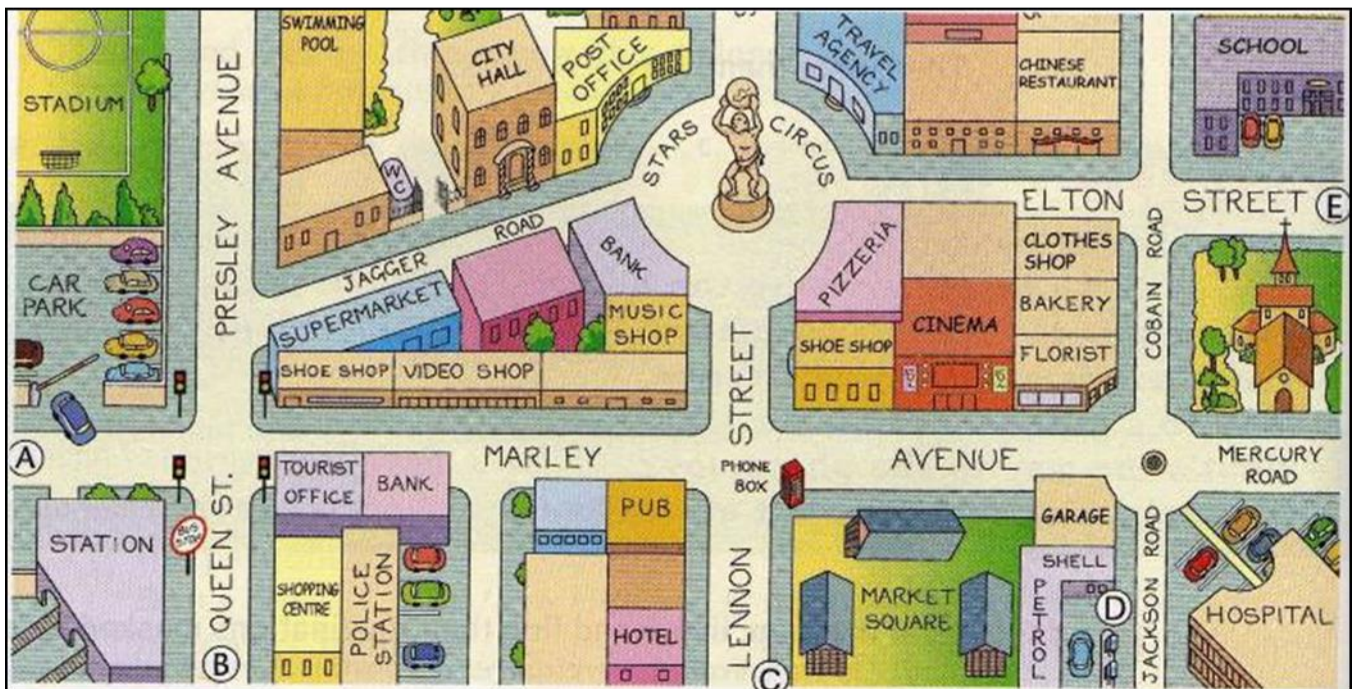 SWIMMING
POOL
CITY
HALL
POST
OFFICE
TRAVEL
AGENCY
CHINESE
RESTAURANT
SCHOOL
STADIUM
PRESLEY AVENUE
WC
STARS CIRCUS
ELTON STREET
E
JAGGER ROAD
COBAIN ROAD
CAR
PARK
SUPERMARKET
BANK
MUSIC
SHOP
PIZZERIA
CLOTHES
SHOP
BAKERY
CINEMA
FLORIST
SHOE SHOP
VIDEO SHOP
SHOE SHOP
A
MARLEY AVENUE
MERCURY
ROAD
LENNON STREET
PHONE
BOX
STATION
BUS
STOP
QUEEN ST.
TOURIST
OFFICE
BANK
PUB
GARAGE
SHELL
PETROL
D
JACKSON ROAD
SHOPPING
CENTRE
POLICE
STATION
MARKET
SQUARE
HOSPITAL
HOTEL
B
C